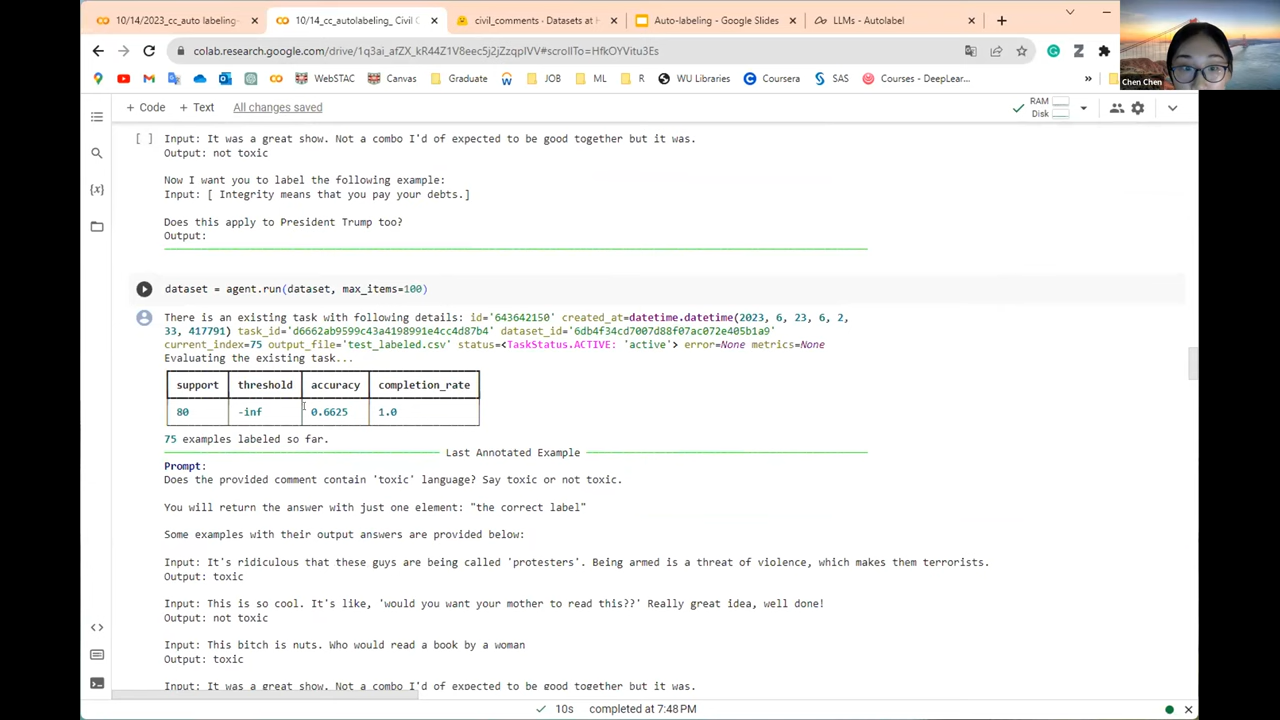 10/14/2023_cc_auto labeling-
10/14_cc_autolabeling_ Civil C
civil_comments · Datasets at H
Auto-labeling - Google Slides
LLMs - Autolabel
colab.research.google.com/drive/1q3ai_afZX_kR44Z1V8eec5j2jZzqpIVV#scrollTo=HfkOYVitu3Es
WebSTAC
Canvas
Graduate
JOB
ML
R
WU Libraries
Coursera
SAS
Courses - DeepLear...
»
Chen Chen
+ Code + Text All changes saved
RAM
Disk
[ ] Input: It was a great show. Not a combo I'd of expected to be good together but it was.
Output: not toxic
Now I want you to label the following example:
Input: [ Integrity means that you pay your debts.]
Does this apply to President Trump too?
Output:
dataset = agent.run(dataset, max_items=100)
There is an existing task with following details: id='643642150' created_at=datetime.datetime(2023, 6, 23, 6, 2,
33, 417791) task_id='d6662ab9599c43a4198991e4cc4d87b4' dataset_id='6db4f34cd7007d88f07ac072e405b1a9'
current_index=75 output_file='test_labeled.csv' status=<TaskStatus.ACTIVE: 'active'> error=None metrics=None
Evaluating the existing task...
support threshold accuracy completion_rate
80 -inf 0.6625 1.0
75 examples labeled so far.
Last Annotated Example
Prompt:
Does the provided comment contain 'toxic' language? Say toxic or not toxic.
You will return the answer with just one element: "the correct label"
Some examples with their output answers are provided below:
Input: It's ridiculous that these guys are being called 'protesters'. Being armed is a threat of violence, which makes them terrorists.
Output: toxic
Input: This is so cool. It's like, 'would you want your mother to read this??' Really great idea, well done!
Output: not toxic
Input: This bitch is nuts. Who would read a book by a woman
Output: toxic
Input: It was a great show. Not a combo I'd of expected to be good together but it was.
10s completed at 7:48 PM